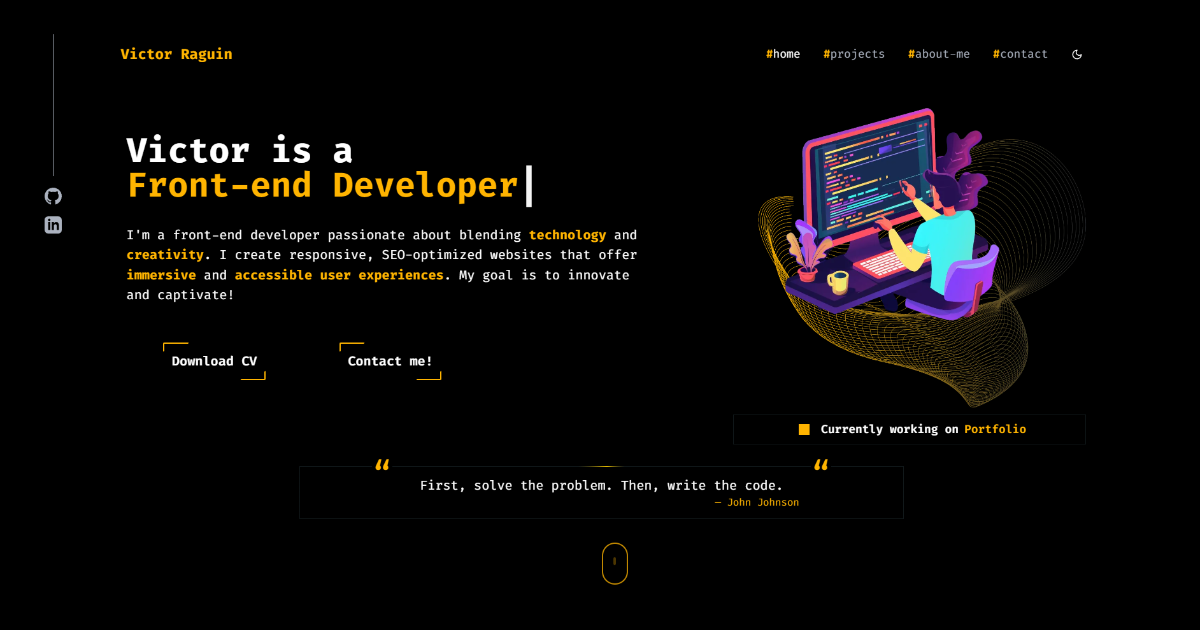 Victor Raguin
#home #projects #about-me #contact
Victor is a
Front-end Developer
I'm a front-end developer passionate about blending technology and
creativity. I create responsive, SEO-optimized websites that offer
immersive and accessible user experiences. My goal is to innovate
and captivate!
Download CV
Contact me!
Currently working on Portfolio
“ “
First, solve the problem. Then, write the code.
— John Johnson
in